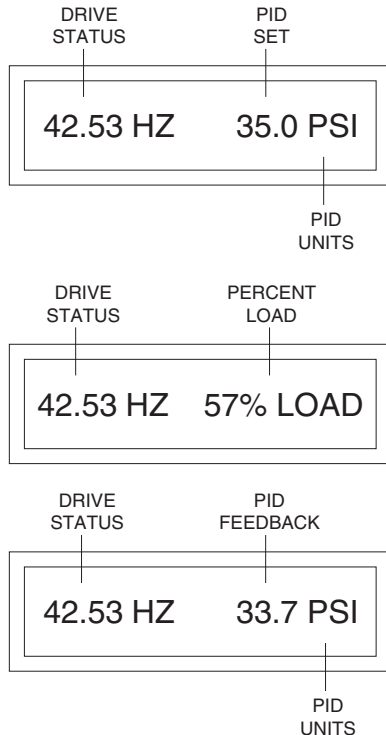 DRIVE STATUS
PID SET
42.53 HZ 35.0 PSI
PID UNITS
DRIVE STATUS
PERCENT LOAD
42.53 HZ 57% LOAD
DRIVE STATUS
PID FEEDBACK
42.53 HZ 33.7 PSI
PID UNITS